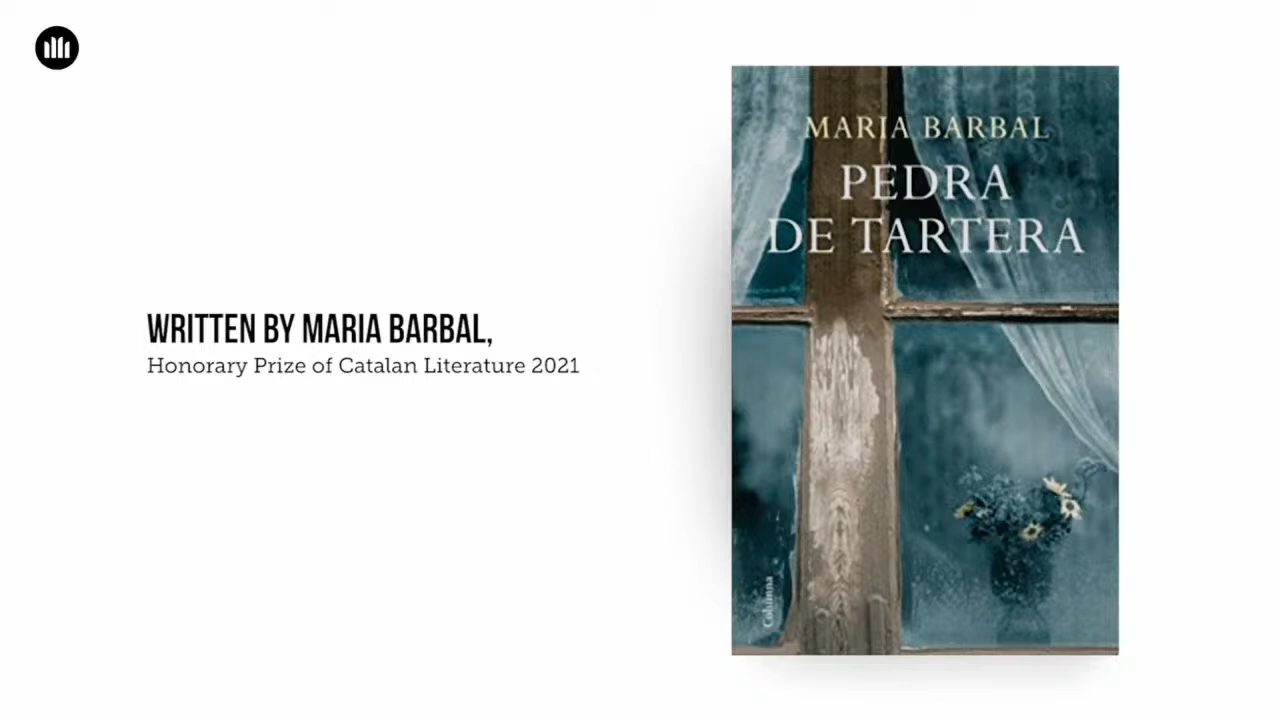 WRITTEN BY MARIA BARBAL,
Honorary Prize of Catalan Literature 2021
MARIA BARBAL
PEDRA
DE TARTERA
Columna